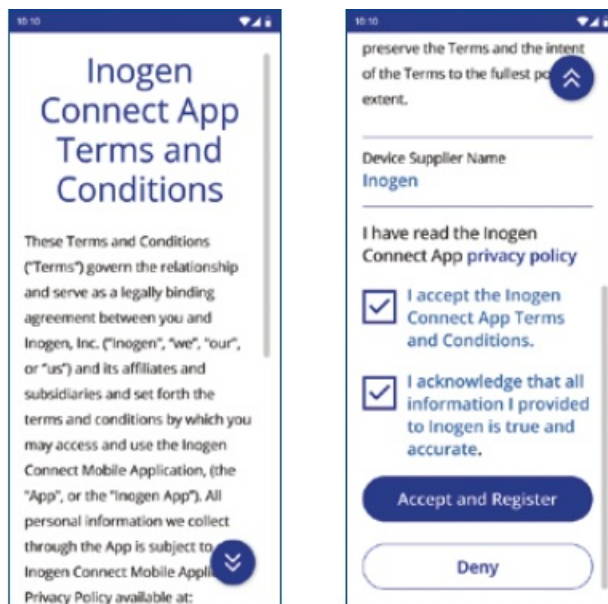 10:10
Inogen
Connect App
Terms and
Conditions
These Terms and Conditions
("Terms") govern the relationship
and serve as a legally binding
agreement between you and
Inogen, Inc. ("Inogen", "we", "our",
or "us") and its affiliates and
subsidiaries and set forth the
terms and conditions by which you
may access and use the Inogen
Connect Mobile Application, (the
"App", or the "Inogen App"). All
personal information we collect
through the App is subject to
Inogen Connect Mobile
Privacy Policy available at:
10:10
preserve the Terms and the intent
of the Terms to the fullest
extent.
Device Supplier Name
Inogen
I have read the Inogen
Connect App privacy policy
I accept the Inogen
Connect App Terms
and Conditions.
I acknowledge that all
information I provided
to Inogen is true and
accurate.
Accept and Register
Deny